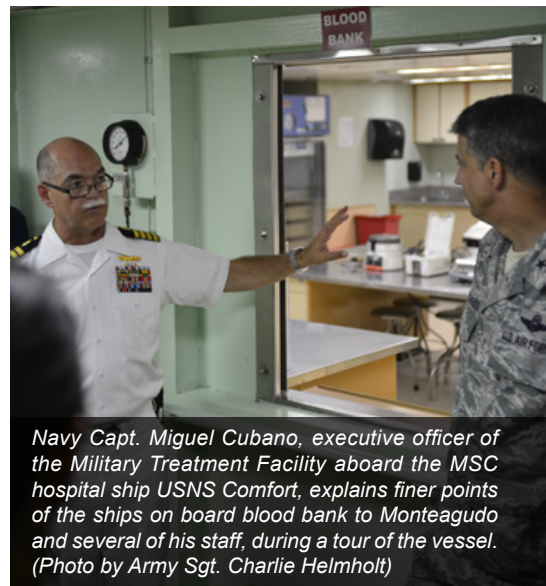 BLOOD
BANK
U.S. AIR FORCE
Navy Capt. Miguel Cubano, executive officer of
the Military Treatment Facility aboard the MSC
hospital ship USNS Comfort, explains finer points
of the ships on board blood bank to Monteagudo
and several of his staff, during a tour of the vessel.
(Photo by Army Sgt. Charlie Helmholt)